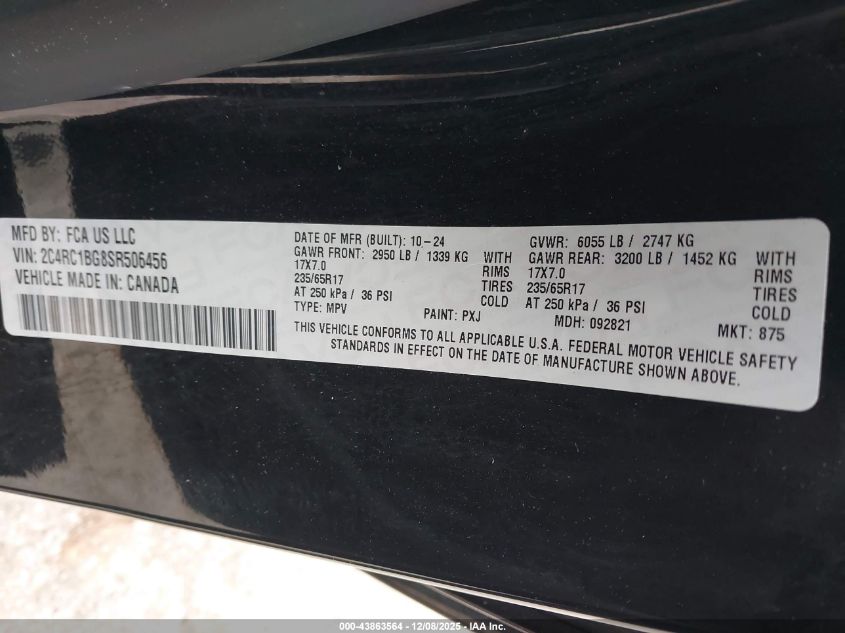 MFD BY: FCA US LLC
VIN: 2C4RC1BG8SR506456
VEHICLE MADE IN: CANADA
DATE OF MFR (BUILT): 10-24 GVWR: 6055 LB / 2747 KG
GAWR FRONT: 2950 LB / 1339 KG WITH GAWR REAR: 3200 LB / 1452 KG WITH
17X7.0 RIMS 17X7.0 RIMS
235/65R17 TIRES 235/65R17 TIRES
AT 250 kPa / 36 PSI COLD AT 250 kPa / 36 PSI COLD
TYPE: MPV PAINT: PXJ MDH: 092821 MKT: 875
THIS VEHICLE CONFORMS TO ALL APPLICABLE U.S.A. FEDERAL MOTOR VEHICLE SAFETY
STANDARDS IN EFFECT ON THE DATE OF MANUFACTURE SHOWN ABOVE.
000-43863564 - 12/08/2025 - IAA Inc.